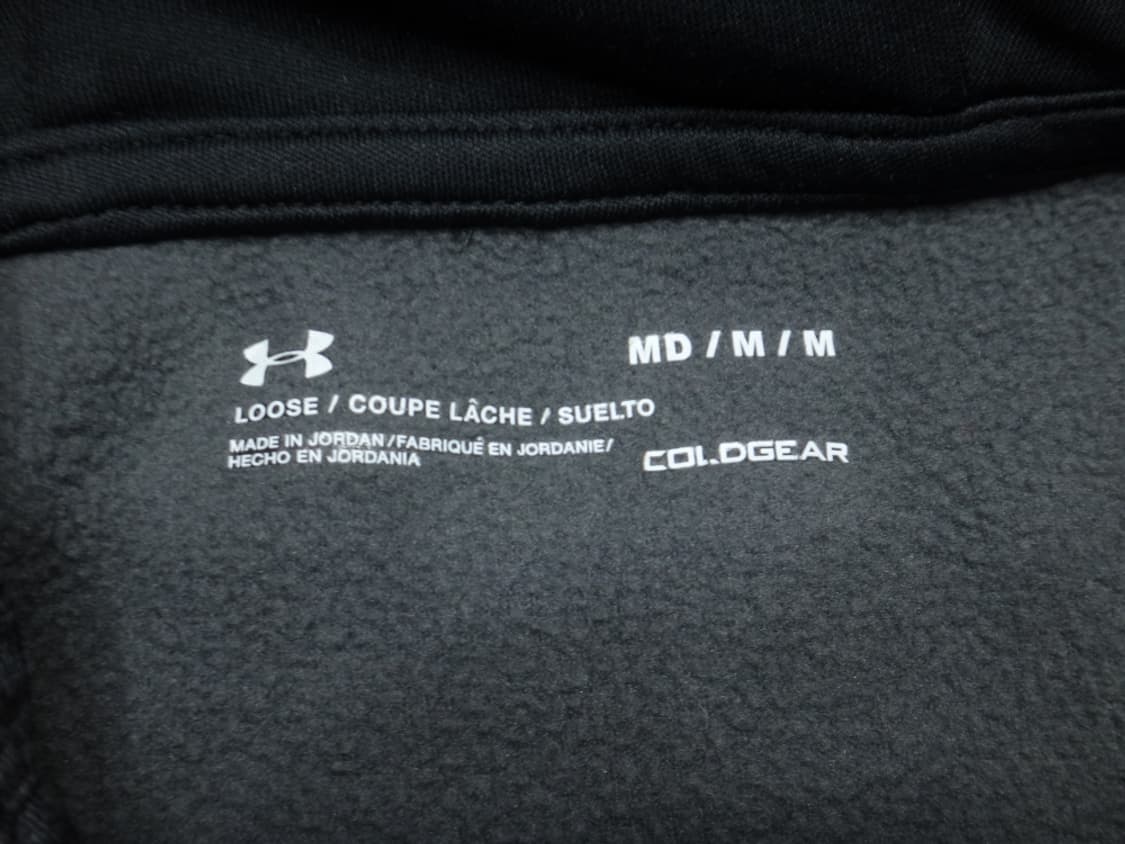 MD / M / M
LOOSE / COUPE LÂCHE / SUELTO
MADE IN JORDAN / FABRIQUÉ EN JORDANIE /
HECHO EN JORDANIA
COLDGEAR